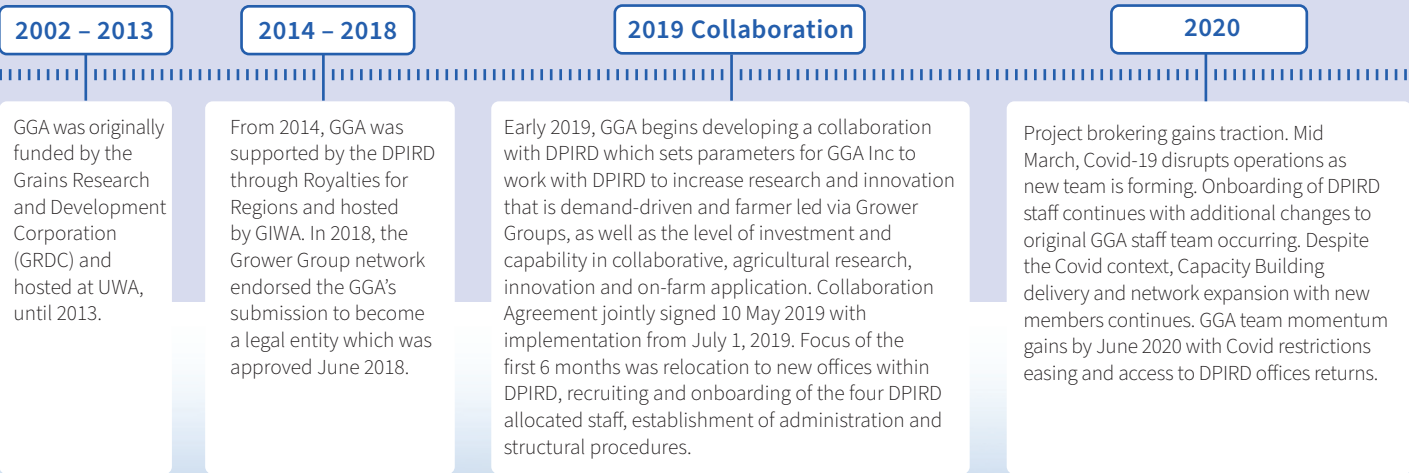 2002 – 2013
GGA was originally
funded by the
Grains Research
and Development
Corporation
(GRDC) and
hosted at UWA,
until 2013.
2014 – 2018
From 2014, GGA was
supported by the DPIRD
through Royalties for
Regions and hosted
by GIWA. In 2018, the
Grower Group network
endorsed the GGA’s
submission to become
a legal entity which was
approved June 2018.
2019 Collaboration
Early 2019, GGA begins developing a collaboration
with DPIRD which sets parameters for GGA Inc to
work with DPIRD to increase research and innovation
that is demand-driven and farmer led via Grower
Groups, as well as the level of investment and
capability in collaborative, agricultural research,
innovation and on-farm application. Collaboration
Agreement jointly signed 10 May 2019 with
implementation from July 1, 2019. Focus of the
first 6 months was relocation to new offices within
DPIRD, recruiting and onboarding of the four DPIRD
allocated staff, establishment of administration and
structural procedures.
2020
Project brokering gains traction. Mid
March, Covid-19 disrupts operations as
new team is forming. Onboarding of DPIRD
staff continues with additional changes to
original GGA staff team occurring. Despite
the Covid context, Capacity Building
delivery and network expansion with new
members continues. GGA team momentum
gains by June 2020 with Covid restrictions
easing and access to DPIRD offices returns.